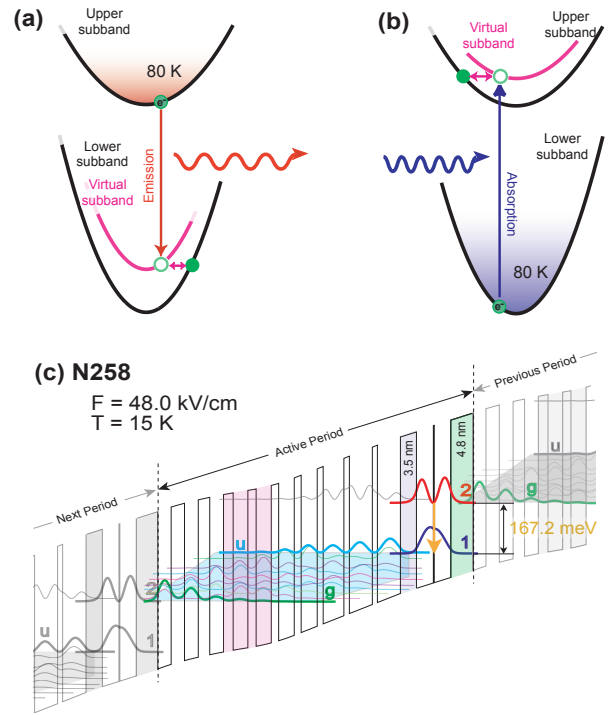 (a)
Upper
subband
80 K
e⁻
Lower
subband
Virtual
subband
Emission
(b)
Virtual
subband
Upper
subband
Lower
subband
Absorption
80 K
e⁻
(c) N258
F = 48.0 kV/cm
T = 15 K
Previous Period
Active Period
Next Period
3.5 nm
4.8 nm
u
2
g
1
167.2 meV
u
g
2
u
1